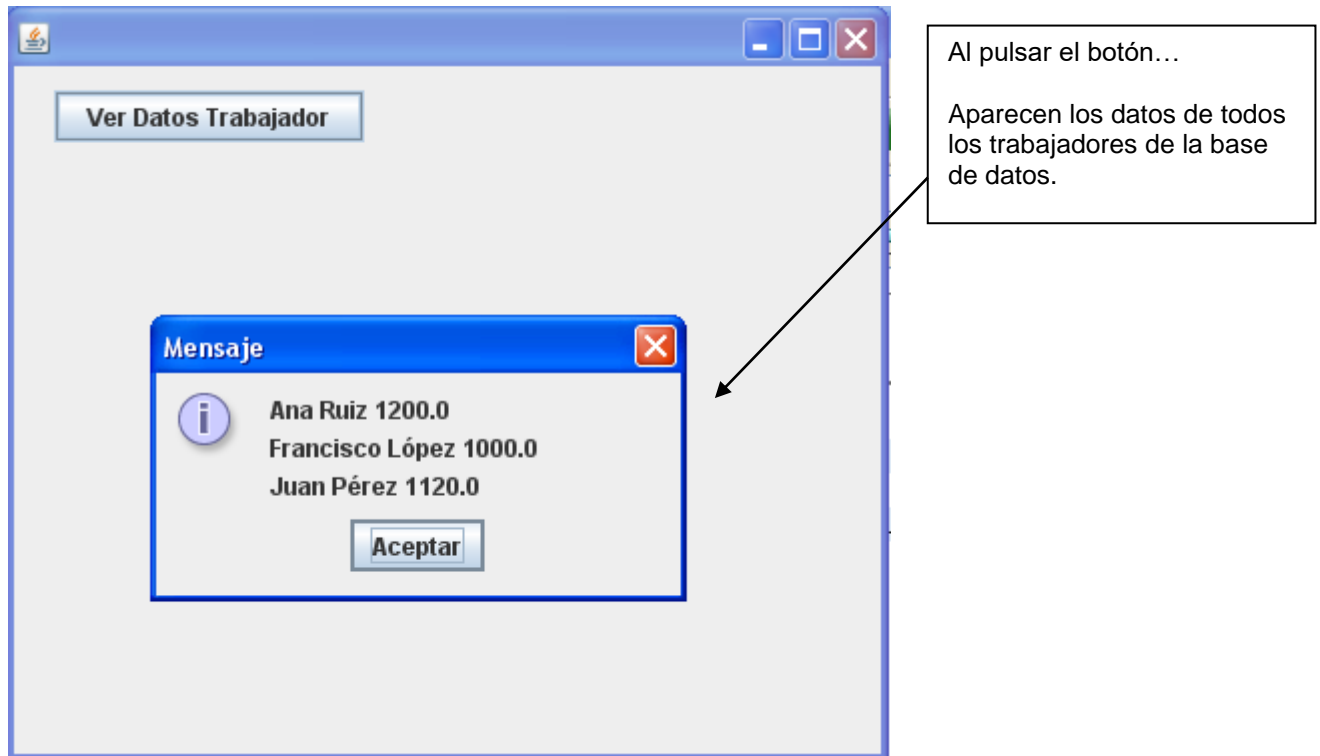 Ver Datos Trabajador
Mensaje
i
Ana Ruiz 1200.0
Francisco López 1000.0
Juan Pérez 1120.0
Aceptar
Al pulsar el botón…
Aparecen los datos de todos
los trabajadores de la base
de datos.